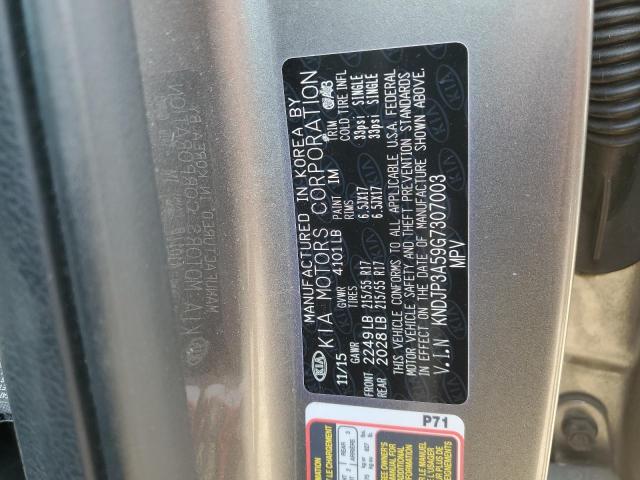 MANUFACTURED IN KOREA BY
KIA KIA MOTORS CORPORATION
11/15 GVWR 4101LB PAINT IM TRIM
GAWR TIRES RIMS COLD TIRE INFL
FRONT 2249LB 215/55 R17 6.5JX17 33psi SINGLE
REAR 2028LB 215/55 R17 6.5JX17 33psi SINGLE
THIS VEHICLE CONFORMS TO ALL APPLICABLE U.S.A. FEDERAL
MOTOR VEHICLE SAFETY AND THEFT PREVENTION STANDARDS
IN EFFECT ON THE DATE OF MANUFACTURE SHOWN ABOVE.
V.I.N KNDJP3A59G7307003
MPV
P71